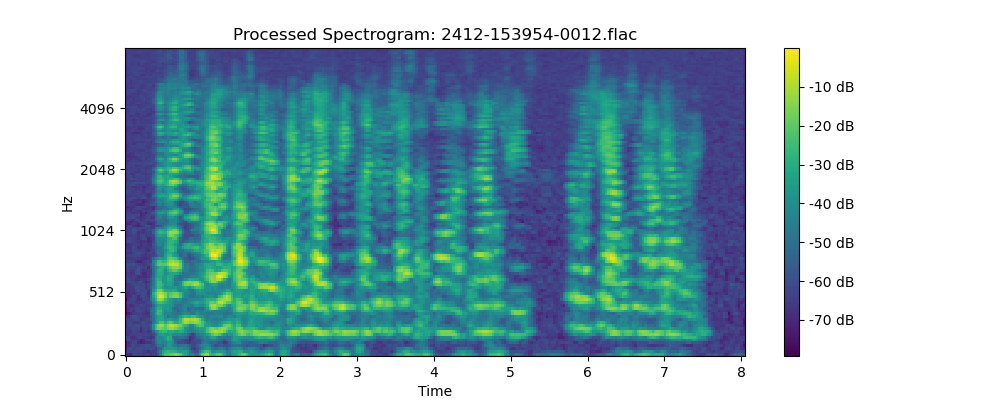 Processed Spectrogram: 2412-153954-0012.flac
Hz
4096
2048
1024
512
0
0 1 2 3 4 5 6 7 8
Time
-10 dB
-20 dB
-30 dB
-40 dB
-50 dB
-60 dB
-70 dB